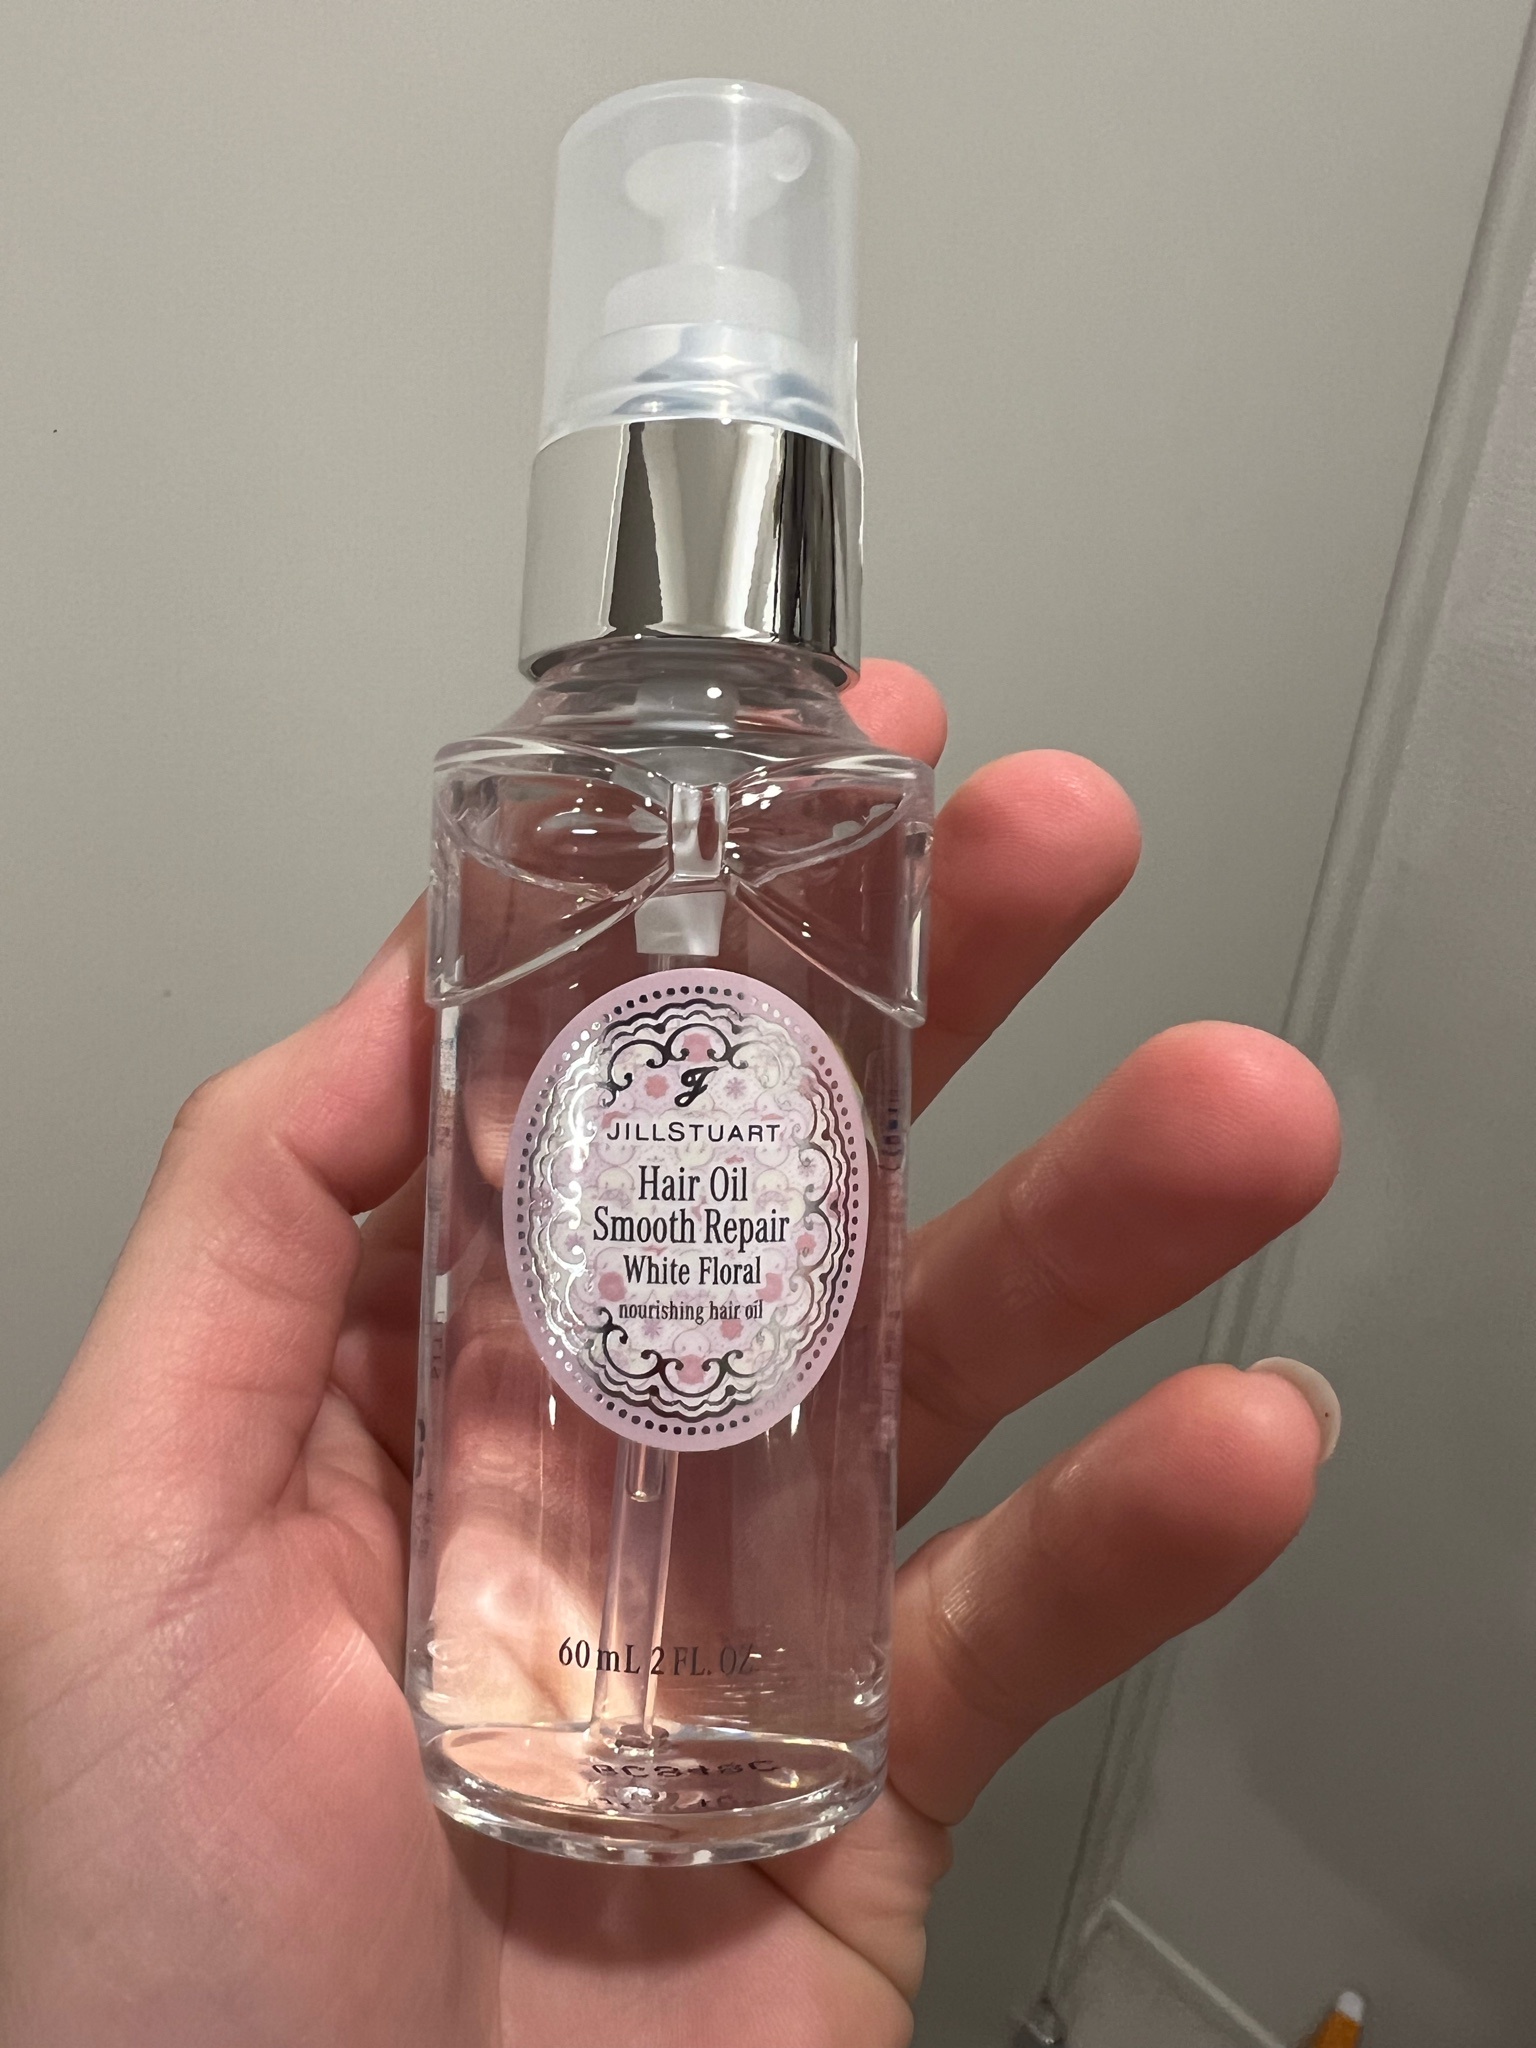 J
JILLSTUART
Hair Oil
Smooth Repair
White Floral
nourishing hair oil
60 mL 2 FL. OZ